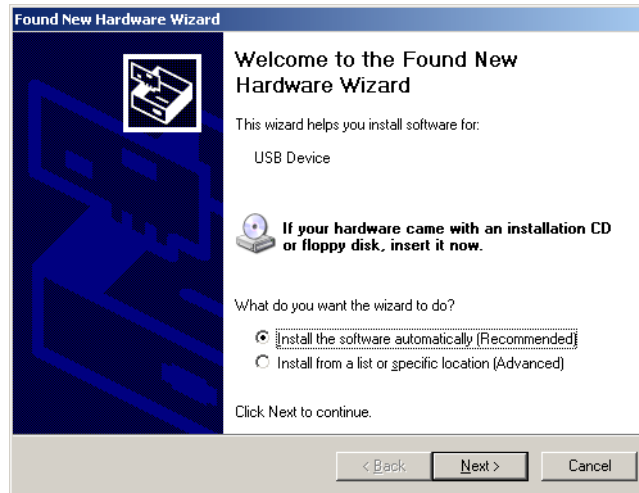 Found New Hardware Wizard
Welcome to the Found New
Hardware Wizard
This wizard helps you install software for:
USB Device
If your hardware came with an installation CD
or floppy disk, insert it now.
What do you want the wizard to do?
Install the software automatically (Recommended)
Install from a list or specific location (Advanced)
Click Next to continue.
< Back
Next >
Cancel